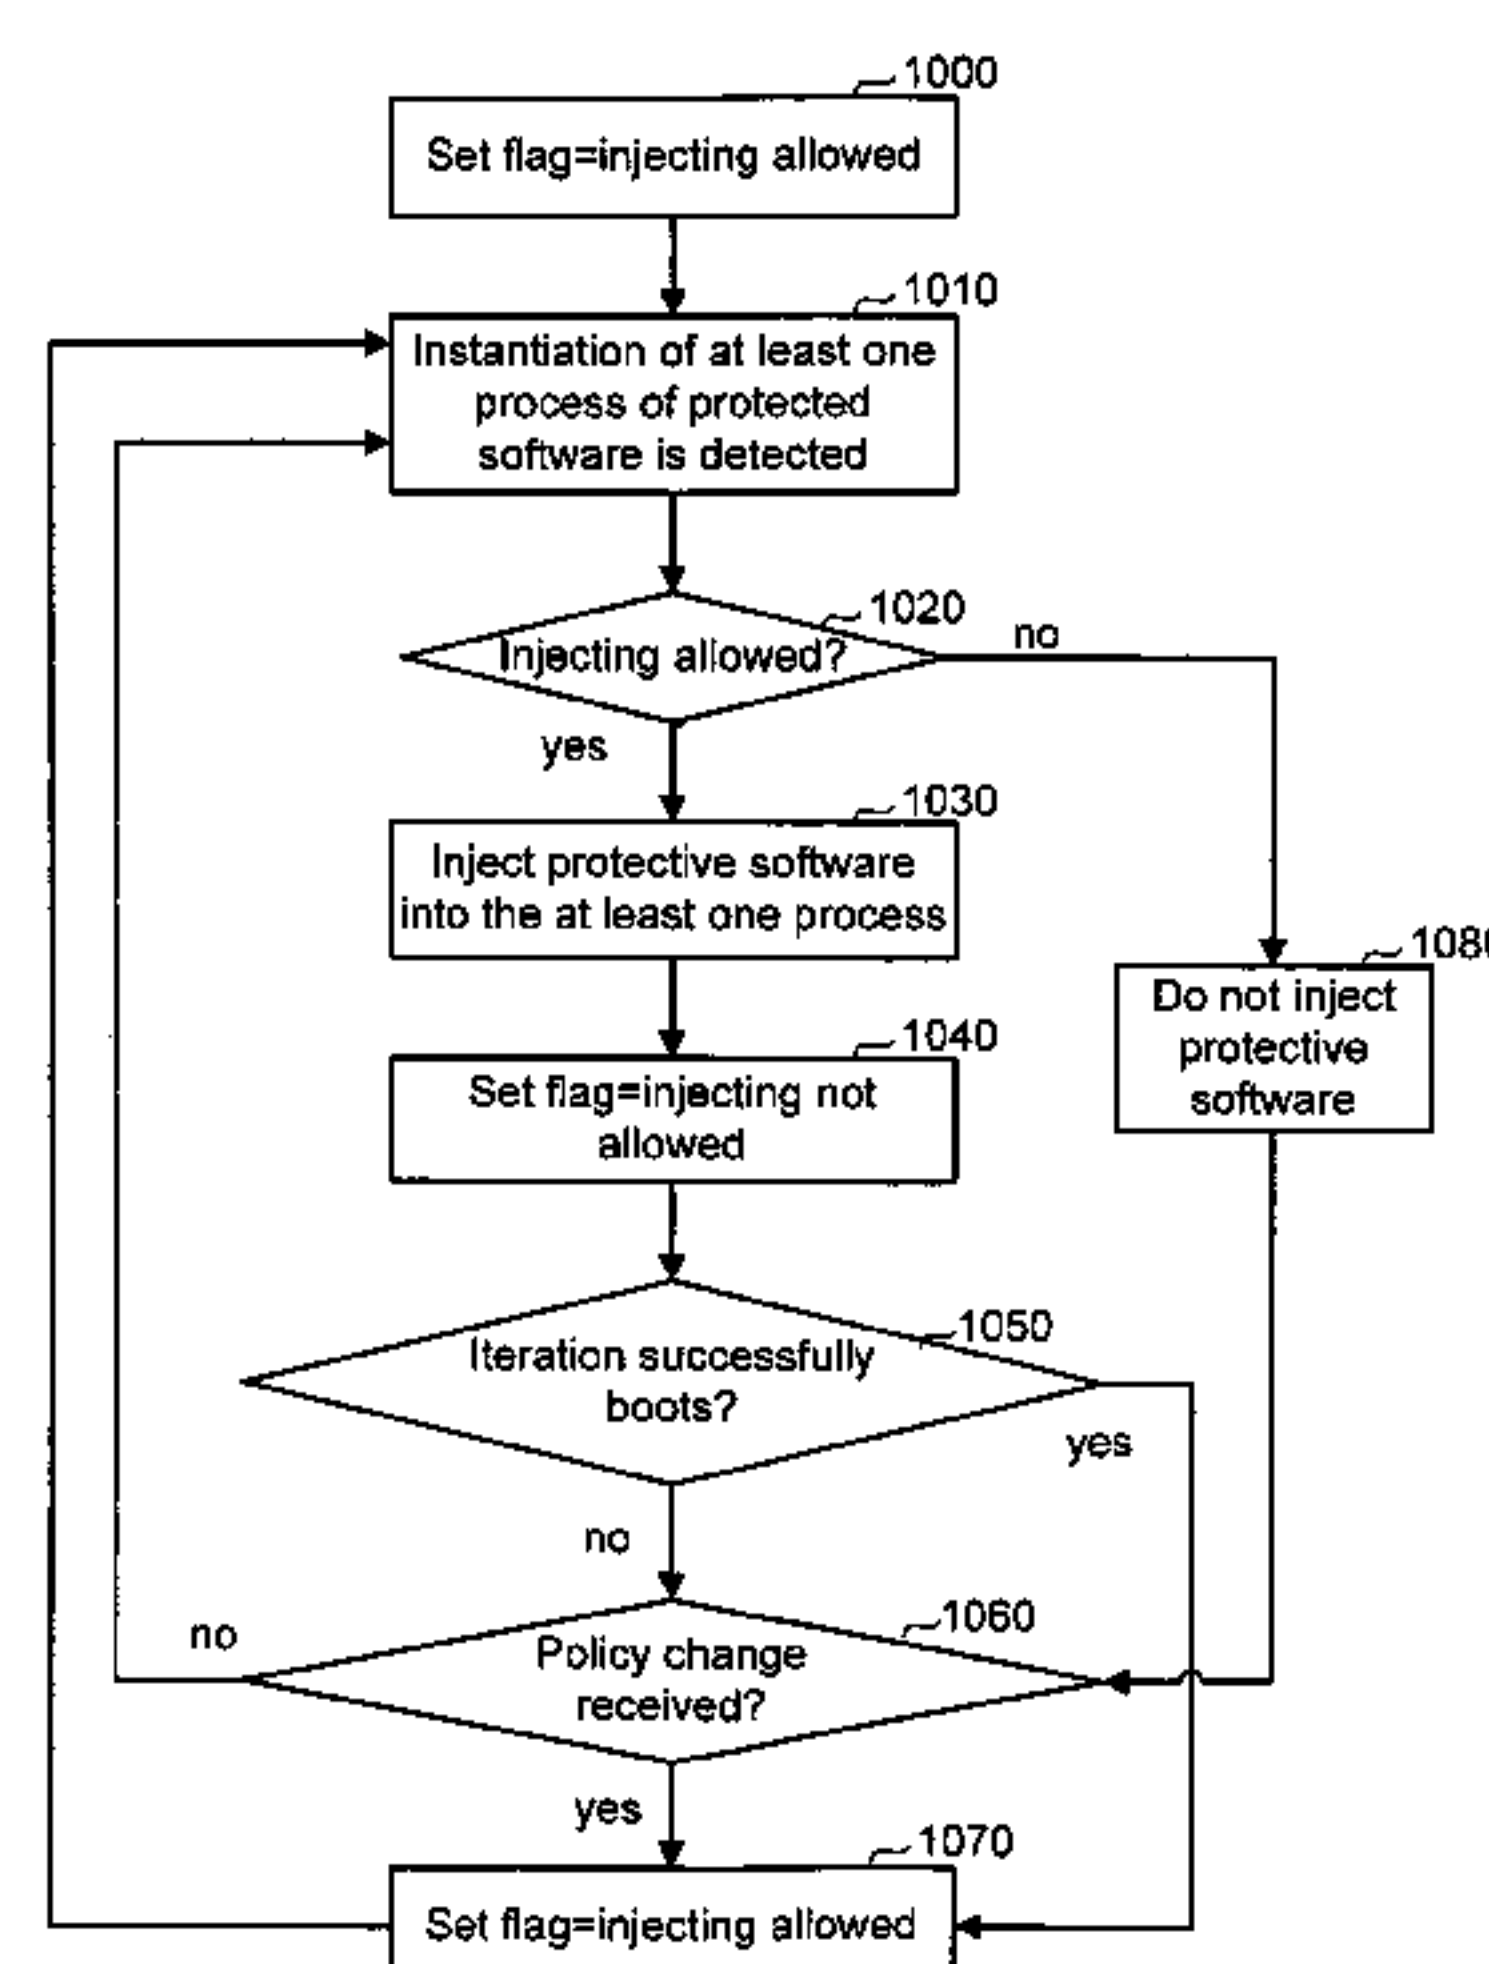 1000
Set flag=injecting allowed
1010
Instantiation of at least one
process of protected
software is detected
1020
Injecting allowed?
no
yes
1030
Inject protective software
into the at least one process
1080
Do not inject
protective
software
1040
Set flag=injecting not
allowed
1050
Iteration successfully
boots?
yes
no
1060
Policy change
received?
no
yes
1070
Set flag=injecting allowed